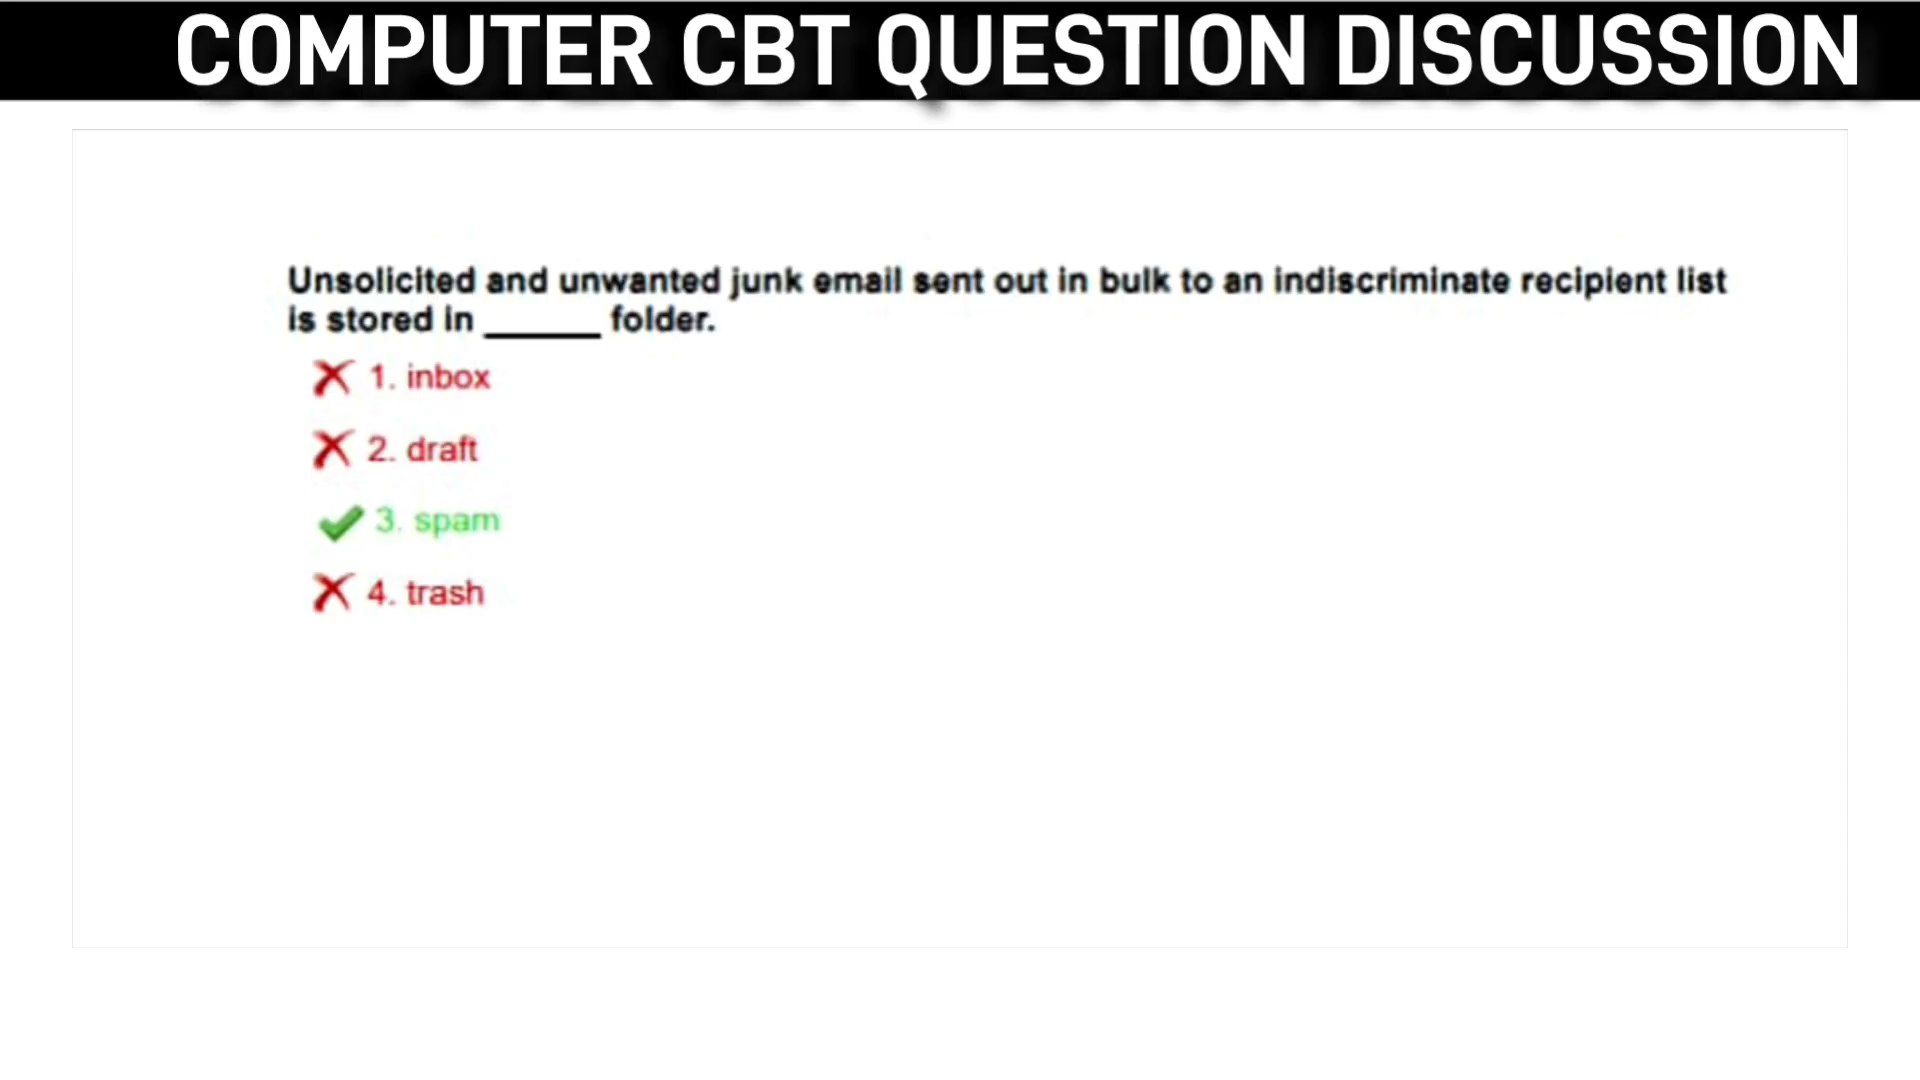 COMPUTER CBT QUESTION DISCUSSION
Unsolicited and unwanted junk email sent out in bulk to an indiscriminate recipient list
is stored in ______ folder.
1. inbox
2. draft
3. spam
4. trash